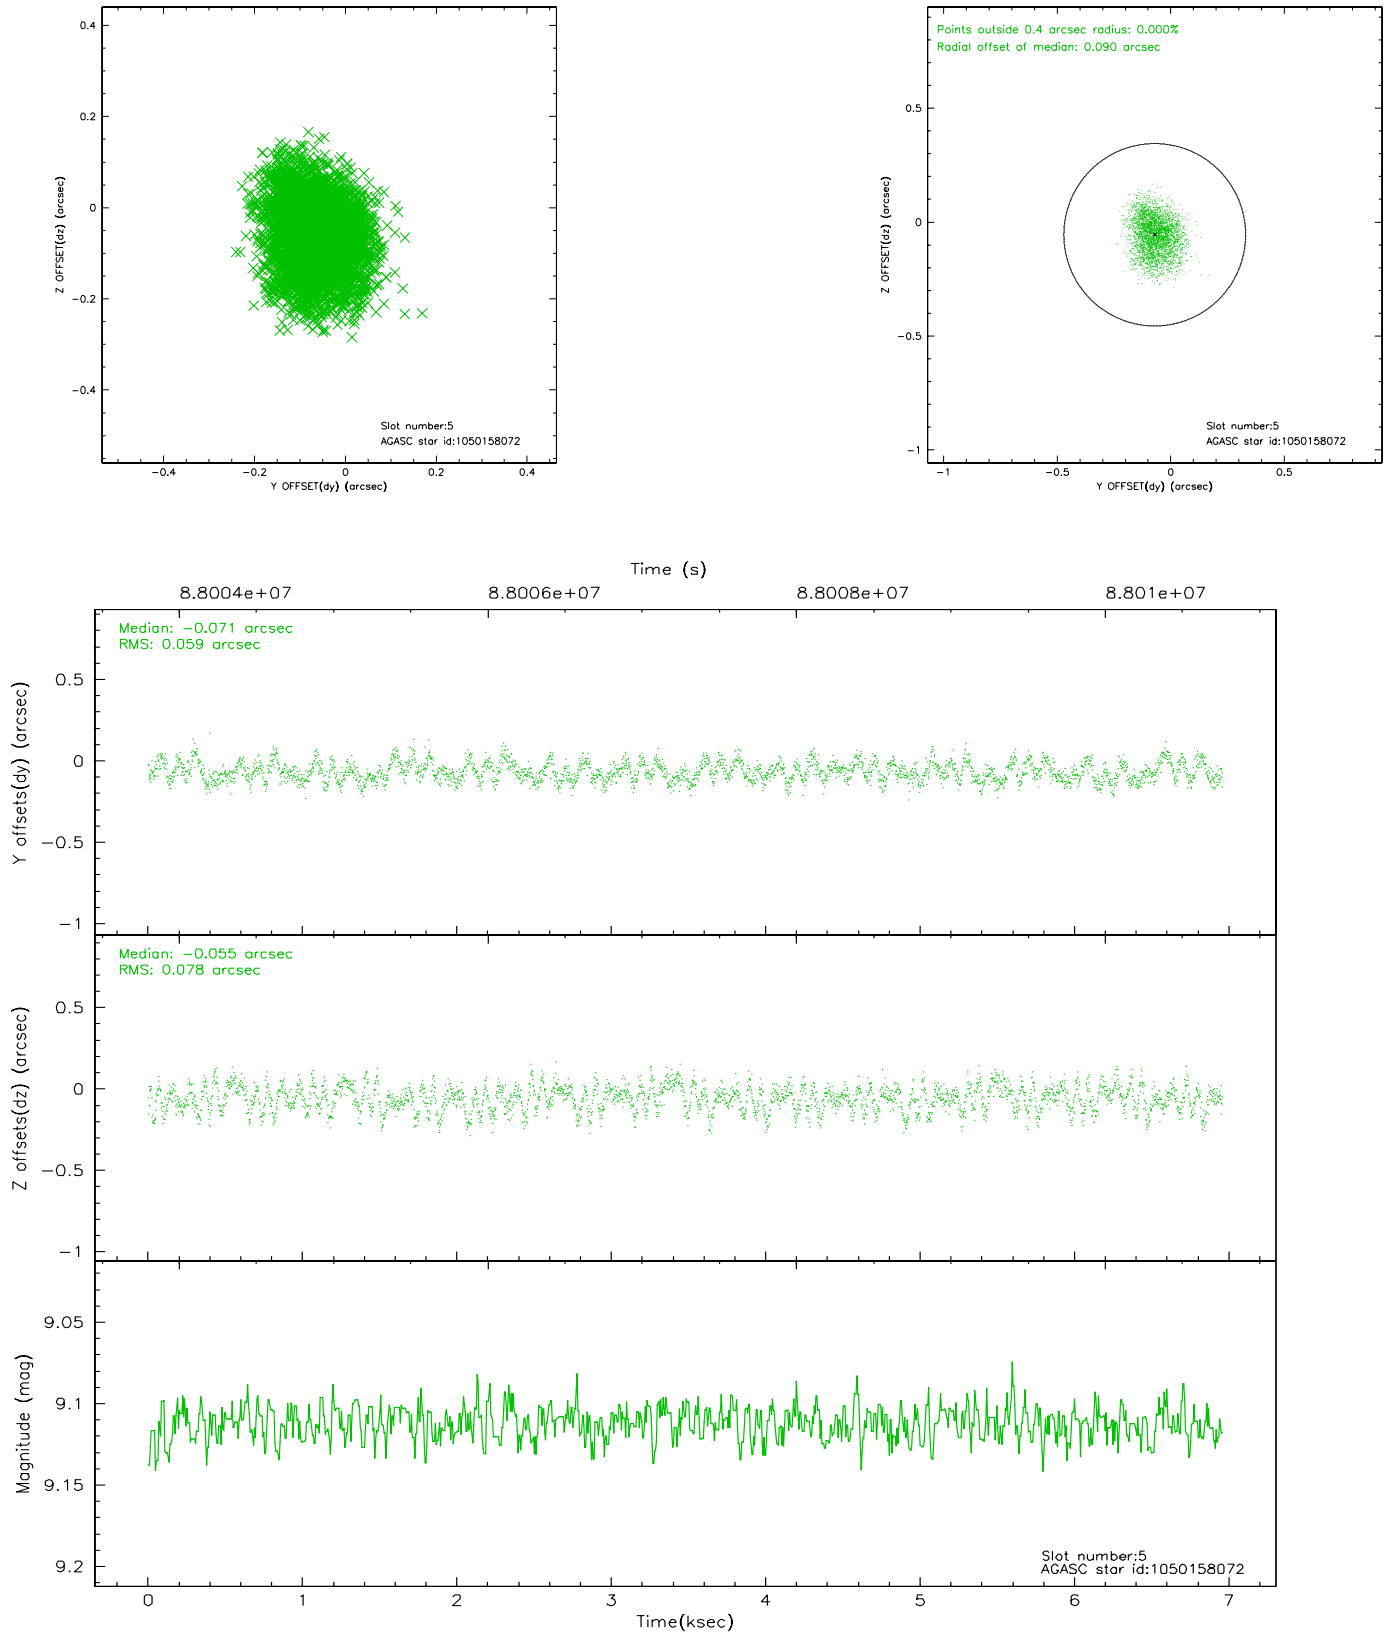 Points outside 0.4 arcsec radius: 0.000%
Radial offset of median: 0.090 arcsec
0.4
0.2
0
−0.2
−0.4
Z OFFSET(dz) (arcsec)
Slot number:5
AGASC star id:1050158072
−0.4 −0.2 0 0.2 0.4
Y OFFSET(dy) (arcsec)
0.5
0
−0.5
−1
Z OFFSET(dz) (arcsec)
Slot number:5
AGASC star id:1050158072
−1 −0.5 0 0.5
Y OFFSET(dy) (arcsec)
Time (s)
8.8004e+07 8.8006e+07 8.8008e+07 8.801e+07
Median: −0.071 arcsec
RMS: 0.059 arcsec
0.5
0
−0.5
−1
Y offsets(dy) (arcsec)
Median: −0.055 arcsec
RMS: 0.078 arcsec
0.5
0
−0.5
−1
Z offsets(dz) (arcsec)
9.05
9.1
9.15
9.2
Magnitude (mag)
Slot number:5
AGASC star id:1050158072
0 1 2 3 4 5 6 7
Time(ksec)